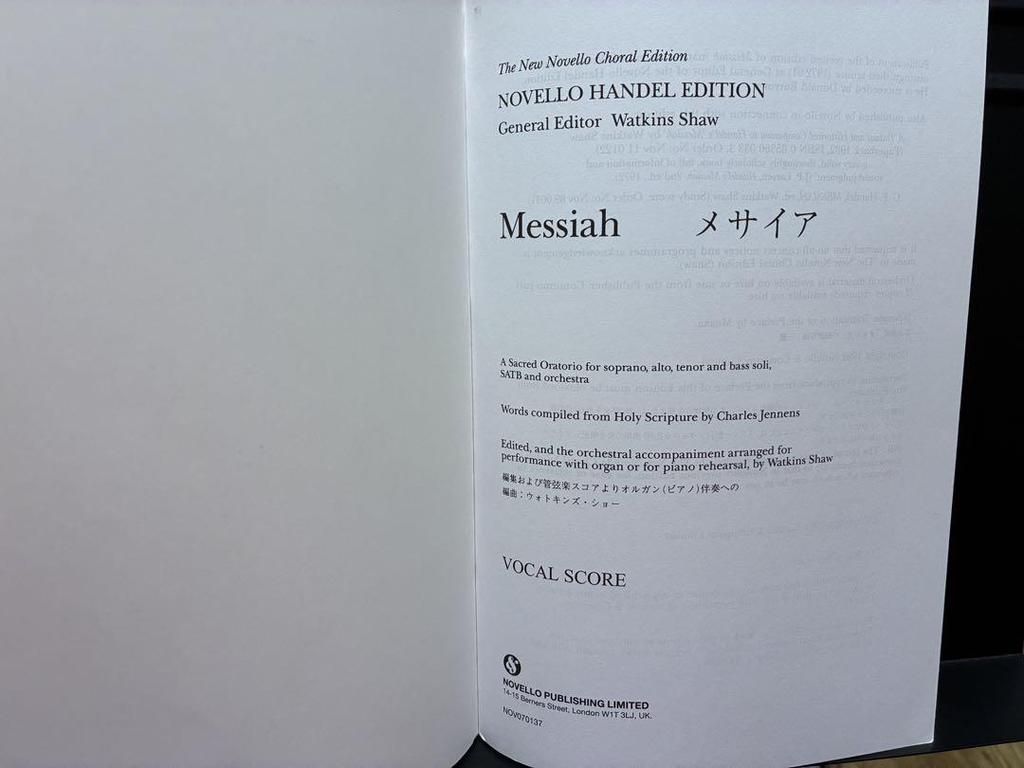 The New Novello Choral Edition
NOVELLO HANDEL EDITION
General Editor Watkins Shaw
Messiah メサイア
A Sacred Oratorio for soprano, alto, tenor and bass soli,
SATB and orchestra
Words compiled from Holy Scripture by Charles Jennens
Edited, and the orchestral accompaniment arranged for
performance with organ or for piano rehearsal, by Watkins Shaw
編集および管弦楽スコアよりオルガン(ピアノ)伴奏への
編曲：ウォトキンズ・ショー
VOCAL SCORE
NOVELLO PUBLISHING LIMITED
14-15 Berners Street, London W1T 3LJ, UK.
NOV070137